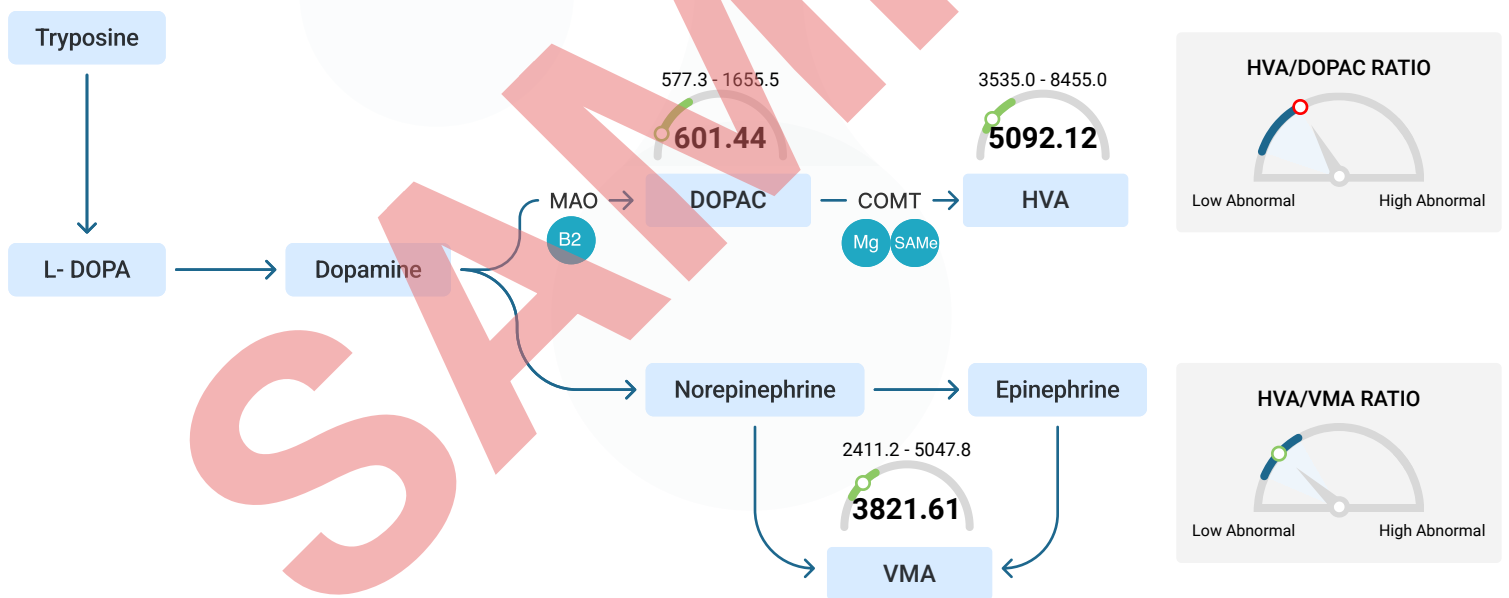 Tryposine
577.3 - 1655.5
601.44
3535.0 - 8455.0
5092.12
HVA/DOPAC RATIO
Low Abnormal
High Abnormal
MAO
B2
DOPAC
COMT
Mg
SAMe
HVA
L- DOPA
Dopamine
Norepinephrine
Epinephrine
2411.2 - 5047.8
3821.61
VMA
HVA/VMA RATIO
Low Abnormal
High Abnormal